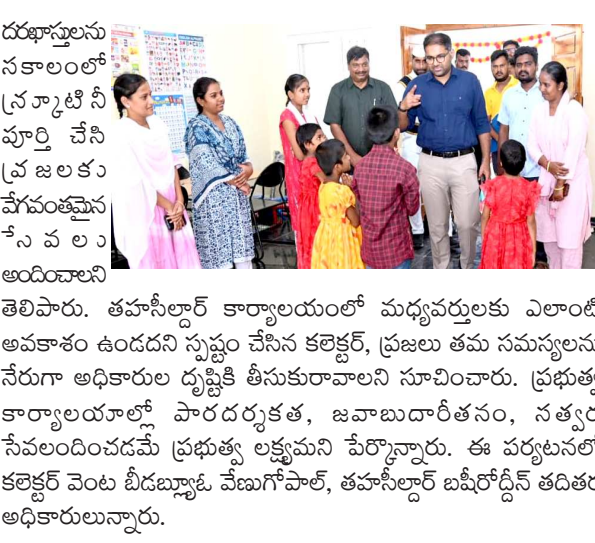 దరఖాస్తులను
సకాలంలో
స్క్రూటినీ
పూర్తి చేసి
ప్రజలకు
వేగవంతమైన
సేవలు
అందించాలని
తెలిపారు. తహసీల్దార్ కార్యాలయంలో మధ్యవర్తులకు ఎలాంటి
అవకాశం ఉండదని స్పష్టం చేసిన కలెక్టర్, ప్రజలు తమ సమస్యలను
నేరుగా అధికారుల దృష్టికి తీసుకురావాలని సూచించారు. ప్రభుత్వ
కార్యాలయాల్లో పారదర్శకత, జవాబుదారీతనం, సత్వర
సేవలందించడమే ప్రభుత్వ లక్ష్యమని పేర్కొన్నారు. ఈ పర్యటనలో
కలెక్టర్ వెంట బీడబ్ల్యూఓ వేణుగోపాల్, తహసీల్దార్ బషీరోద్దీన్ తదితర
అధికారులున్నారు.